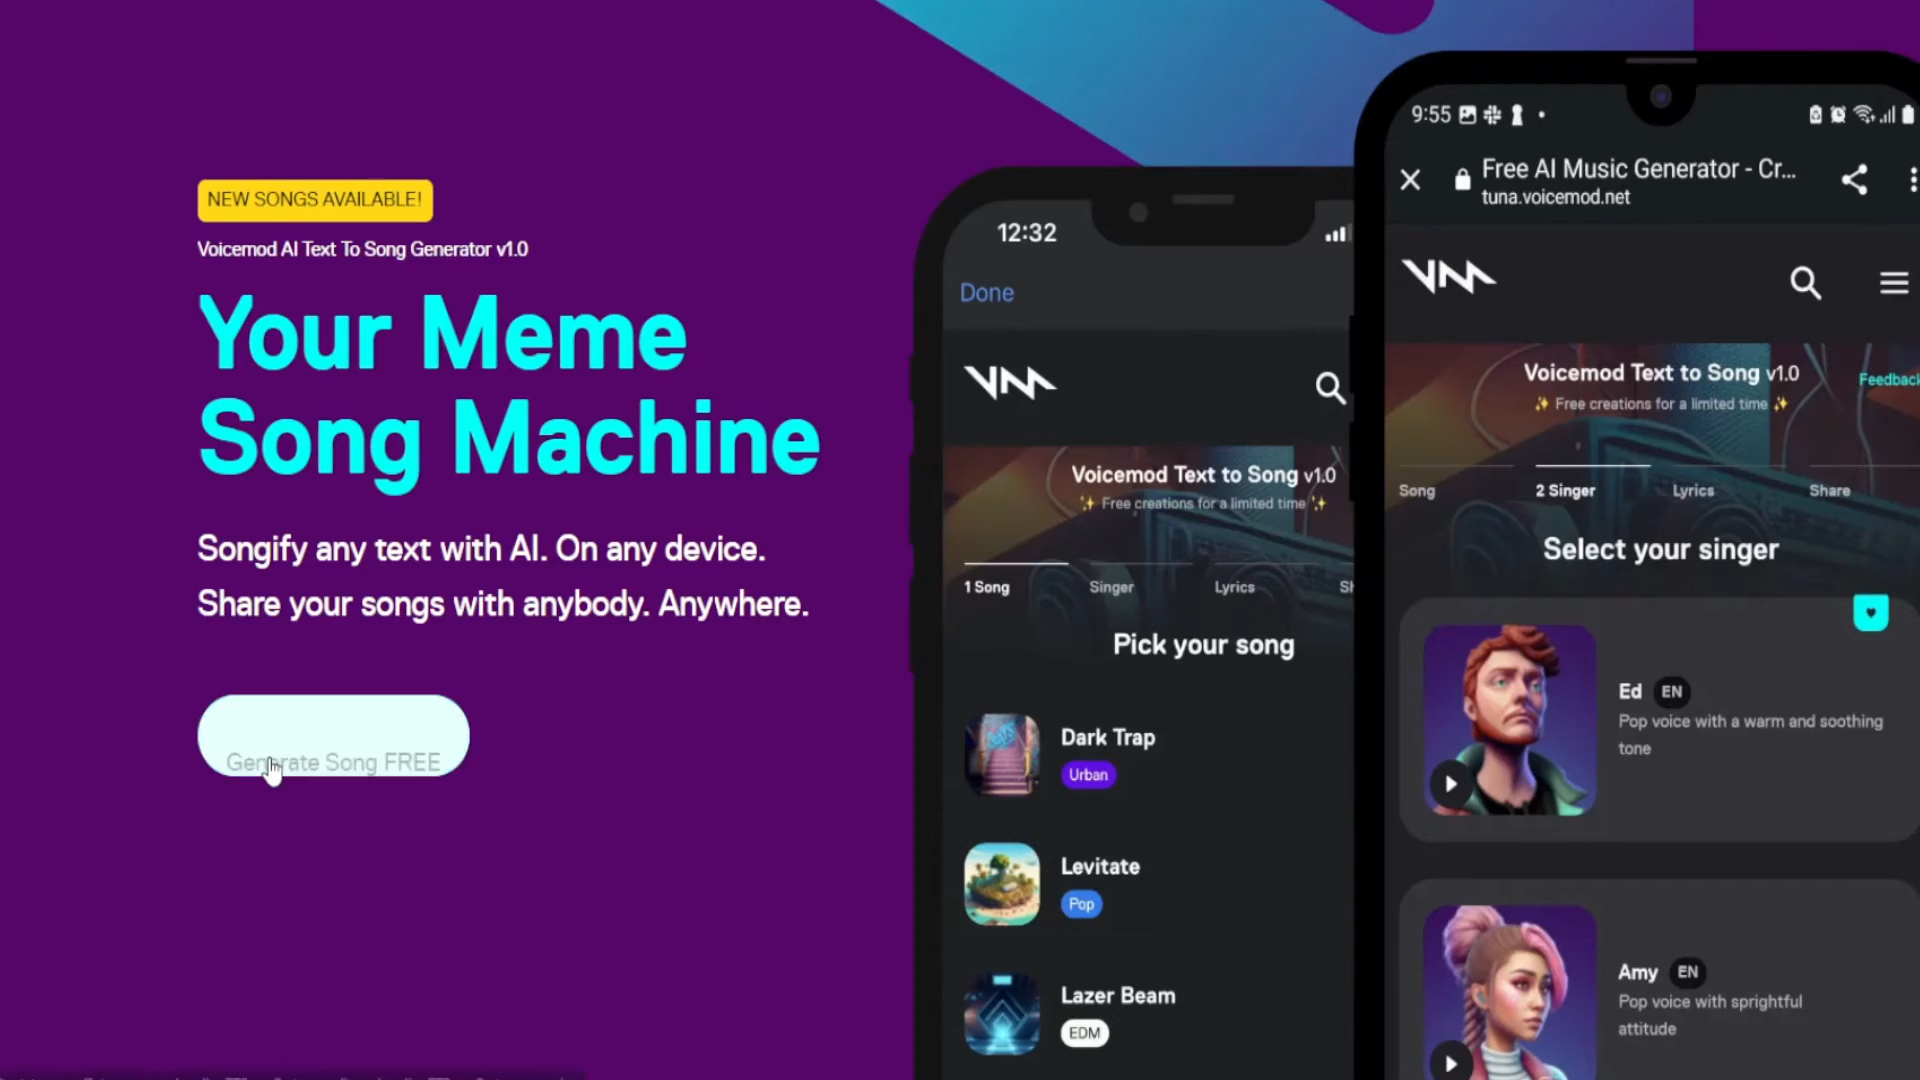 NEW SONGS AVAILABLE!
Voicemod AI Text To Song Generator v1.0
Your Meme
Song Machine
Songify any text with AI. On any device.
Share your songs with anybody. Anywhere.
Generate Song FREE
12:32
Done
VM
Voicemod Text to Song v1.0
✨ Free creations for a limited time ✨
1 Song Singer Lyrics Sh
Pick your song
Dark Trap
Urban
Levitate
Pop
Lazer Beam
EDM
9:55
Free AI Music Generator - Cr...
tuna.voicemod.net
VM
Voicemod Text to Song v1.0
Feedback
✨ Free creations for a limited time ✨
Song 2 Singer Lyrics Share
Select your singer
Ed EN
Pop voice with a warm and soothing
tone
Amy EN
Pop voice with sprightful
attitude